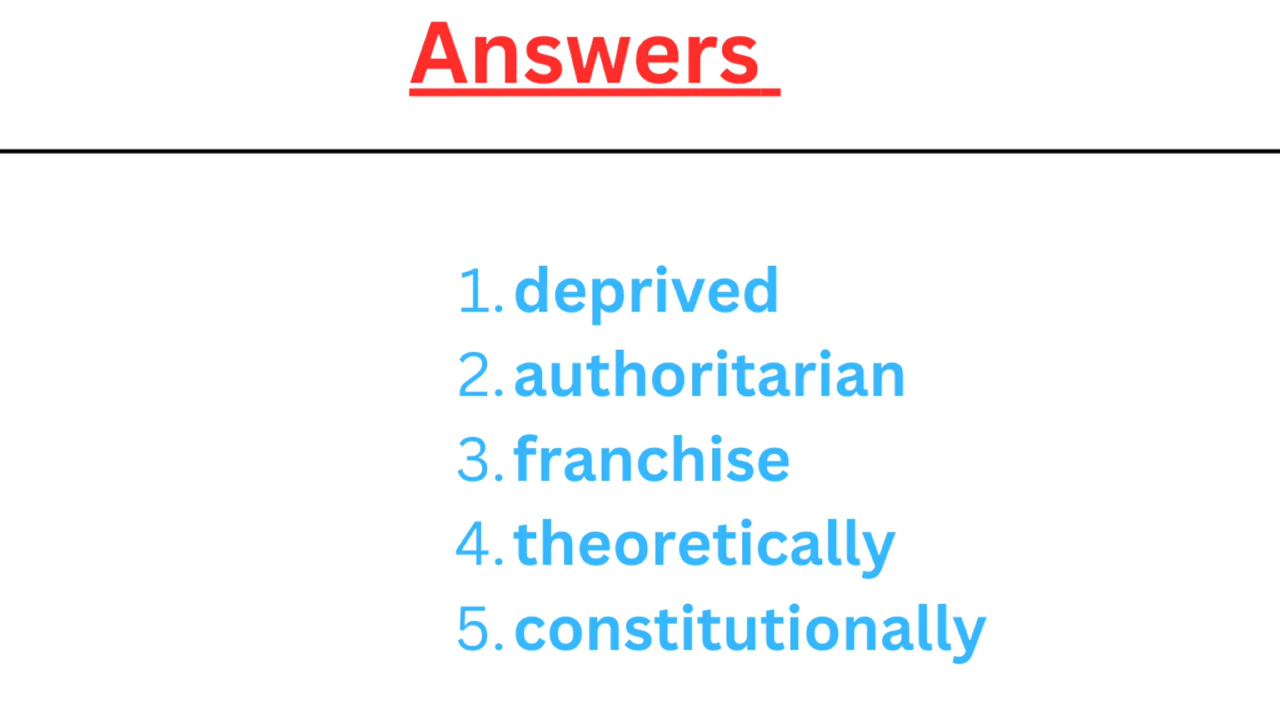 Answers
1. deprived
2. authoritarian
3. franchise
4. theoretically
5. constitutionally